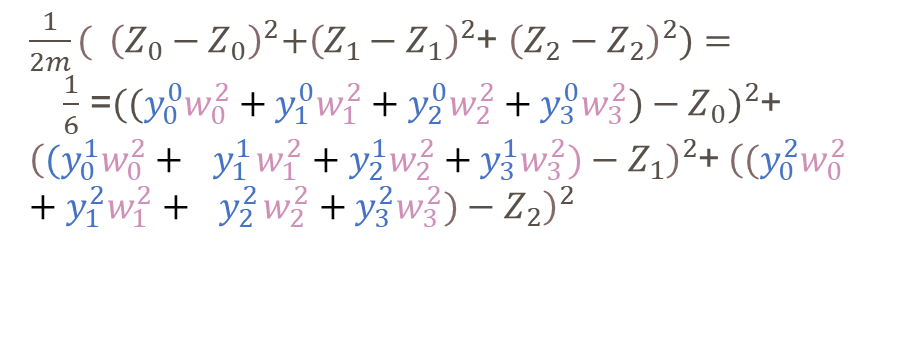 \frac{1}{2m}( (Z_0 − Z_0)^2+(Z_1 − Z_1)^2+ (Z_2 − Z_2)^2) =
\frac{1}{6} =((y_0^0 w_0^2 + y_1^0 w_1^2 + y_2^0 w_2^2 + y_3^0 w_3^2) − Z_0)^2+
((y_0^1 w_0^2 + y_1^1 w_1^2 + y_2^1 w_2^2 + y_3^1 w_3^2) − Z_1)^2+ ((y_0^2 w_0^2
+ y_1^2 w_1^2 + y_2^2 w_2^2 + y_3^2 w_3^2) − Z_2)^2